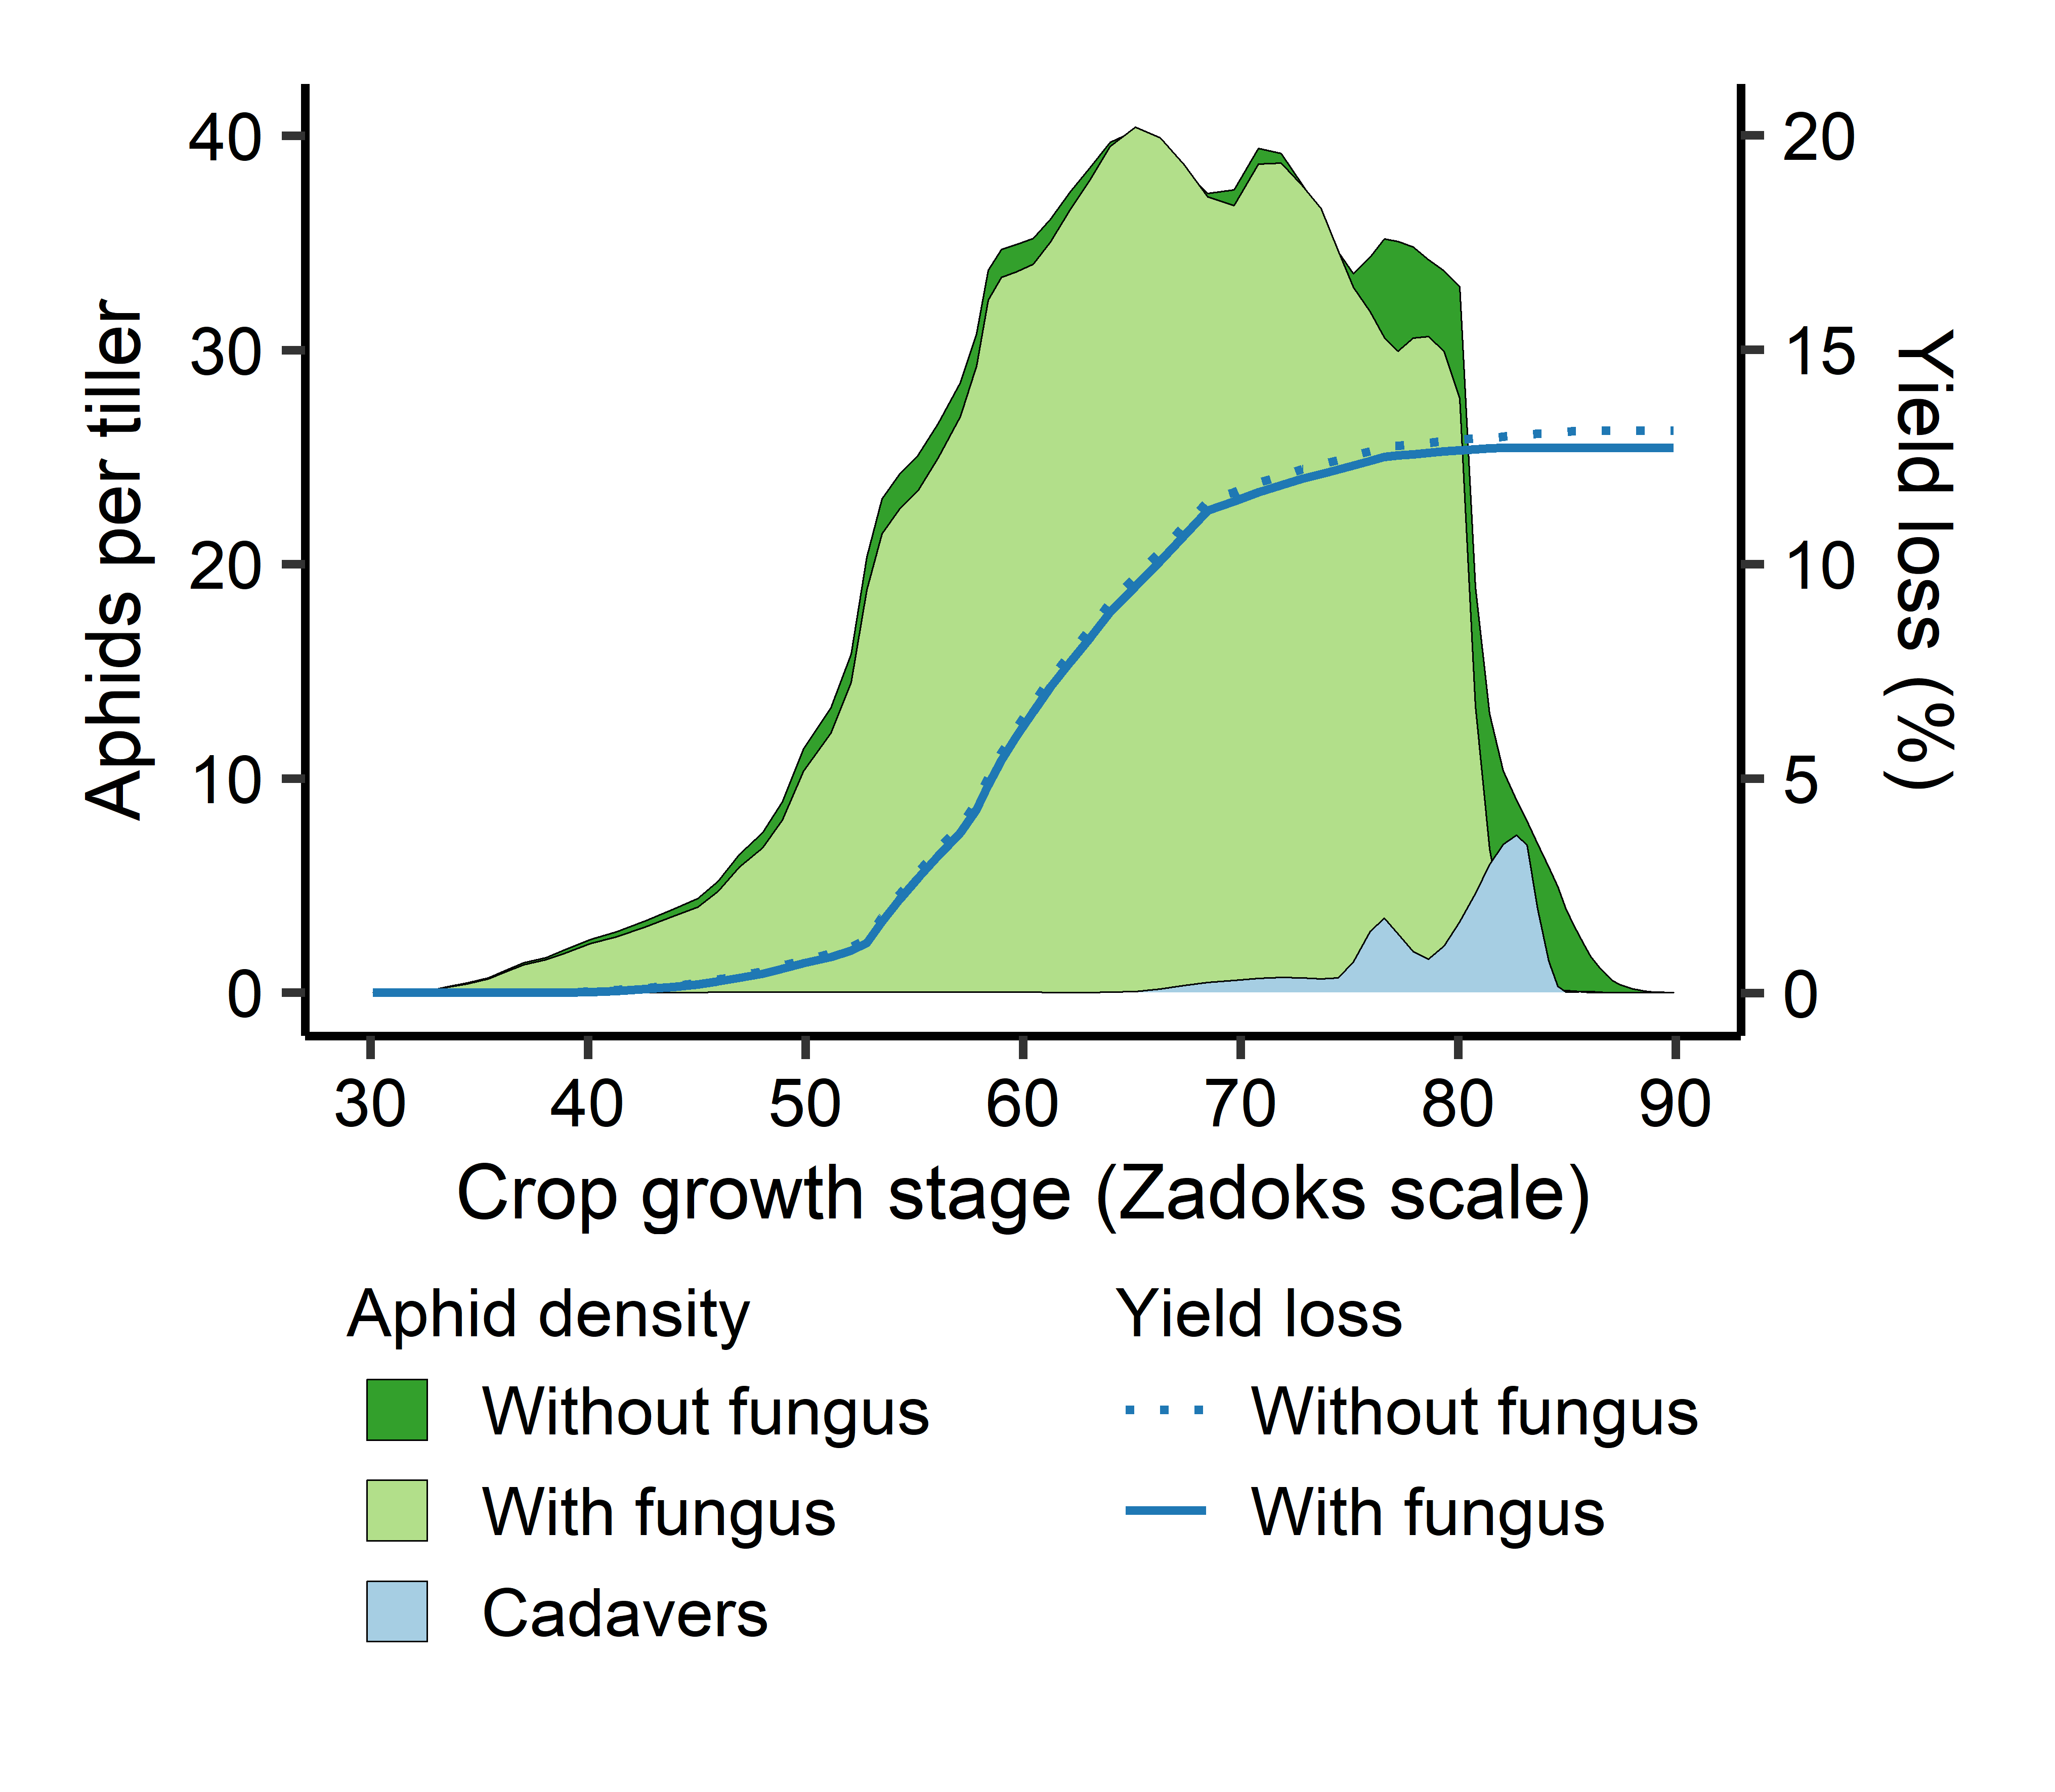 40
30
20
10
0
Aphids per tiller
20
15
10
5
0
Yield loss (%)
30 40 50 60 70 80 90
Crop growth stage (Zadoks scale)
Aphid density
Without fungus
With fungus
Cadavers
Yield loss
Without fungus
With fungus